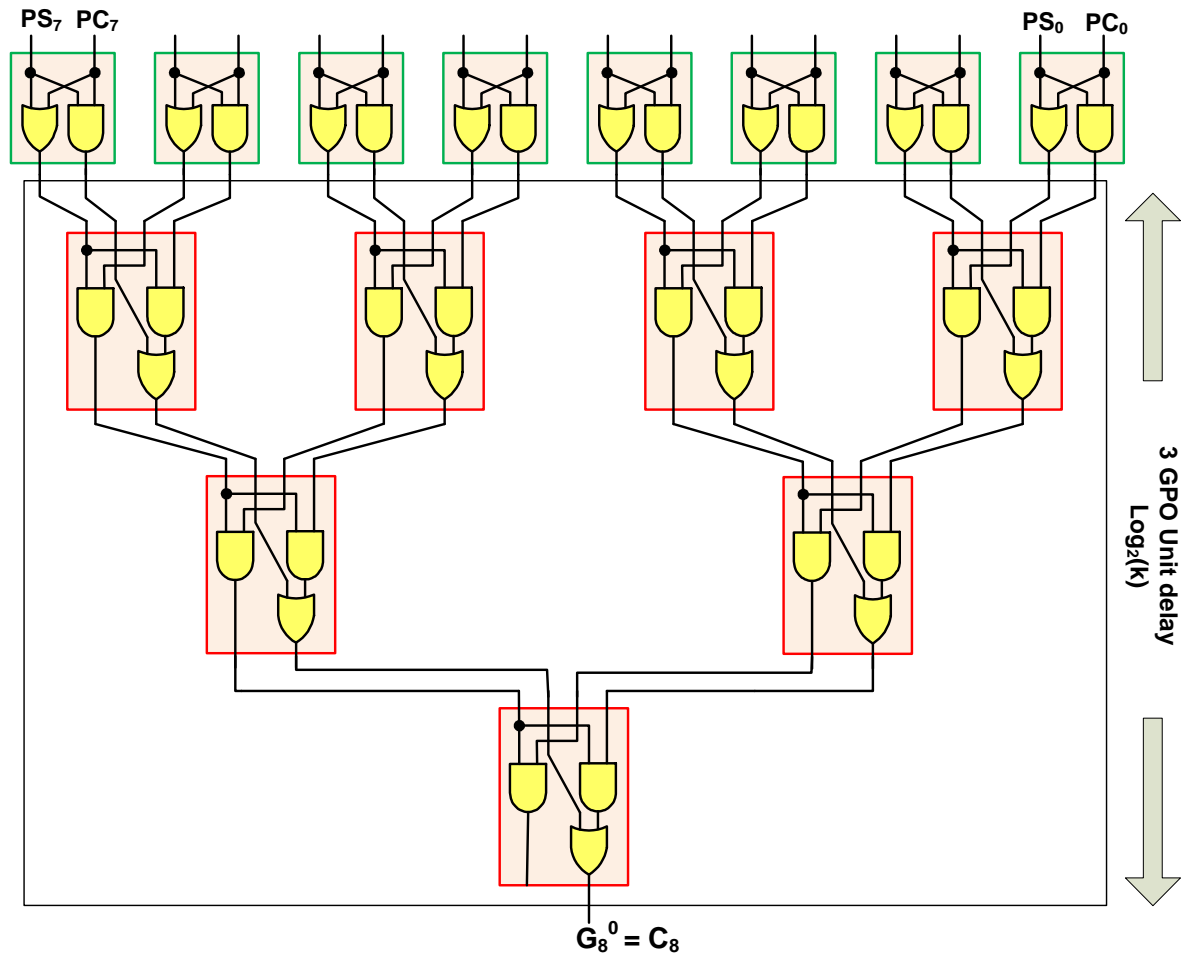 PS₇ PC₇
PS₀ PC₀
3 GPO Unit delay
Log₂(k)
G₈⁰ = C₈